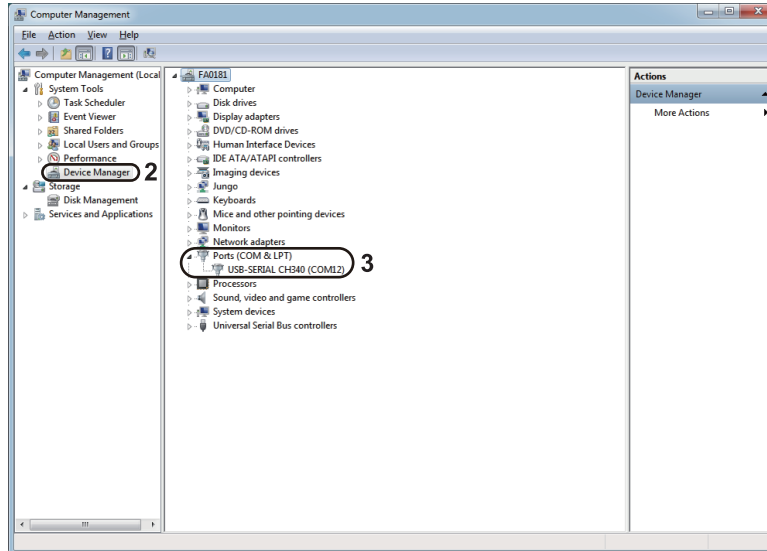 Computer Management
File Action View Help
Computer Management (Local
System Tools
Task Scheduler
Event Viewer
Shared Folders
Local Users and Groups
Performance
Device Manager 2
Storage
Disk Management
Services and Applications
FA0181
Computer
Disk drives
Display adapters
DVD/CD-ROM drives
Human Interface Devices
IDE ATA/ATAPI controllers
Imaging devices
Jungo
Keyboards
Mice and other pointing devices
Monitors
Network adapters
Ports (COM & LPT)
USB-SERIAL CH340 (COM12) 3
Processors
Sound, video and game controllers
System devices
Universal Serial Bus controllers
Actions
Device Manager
More Actions